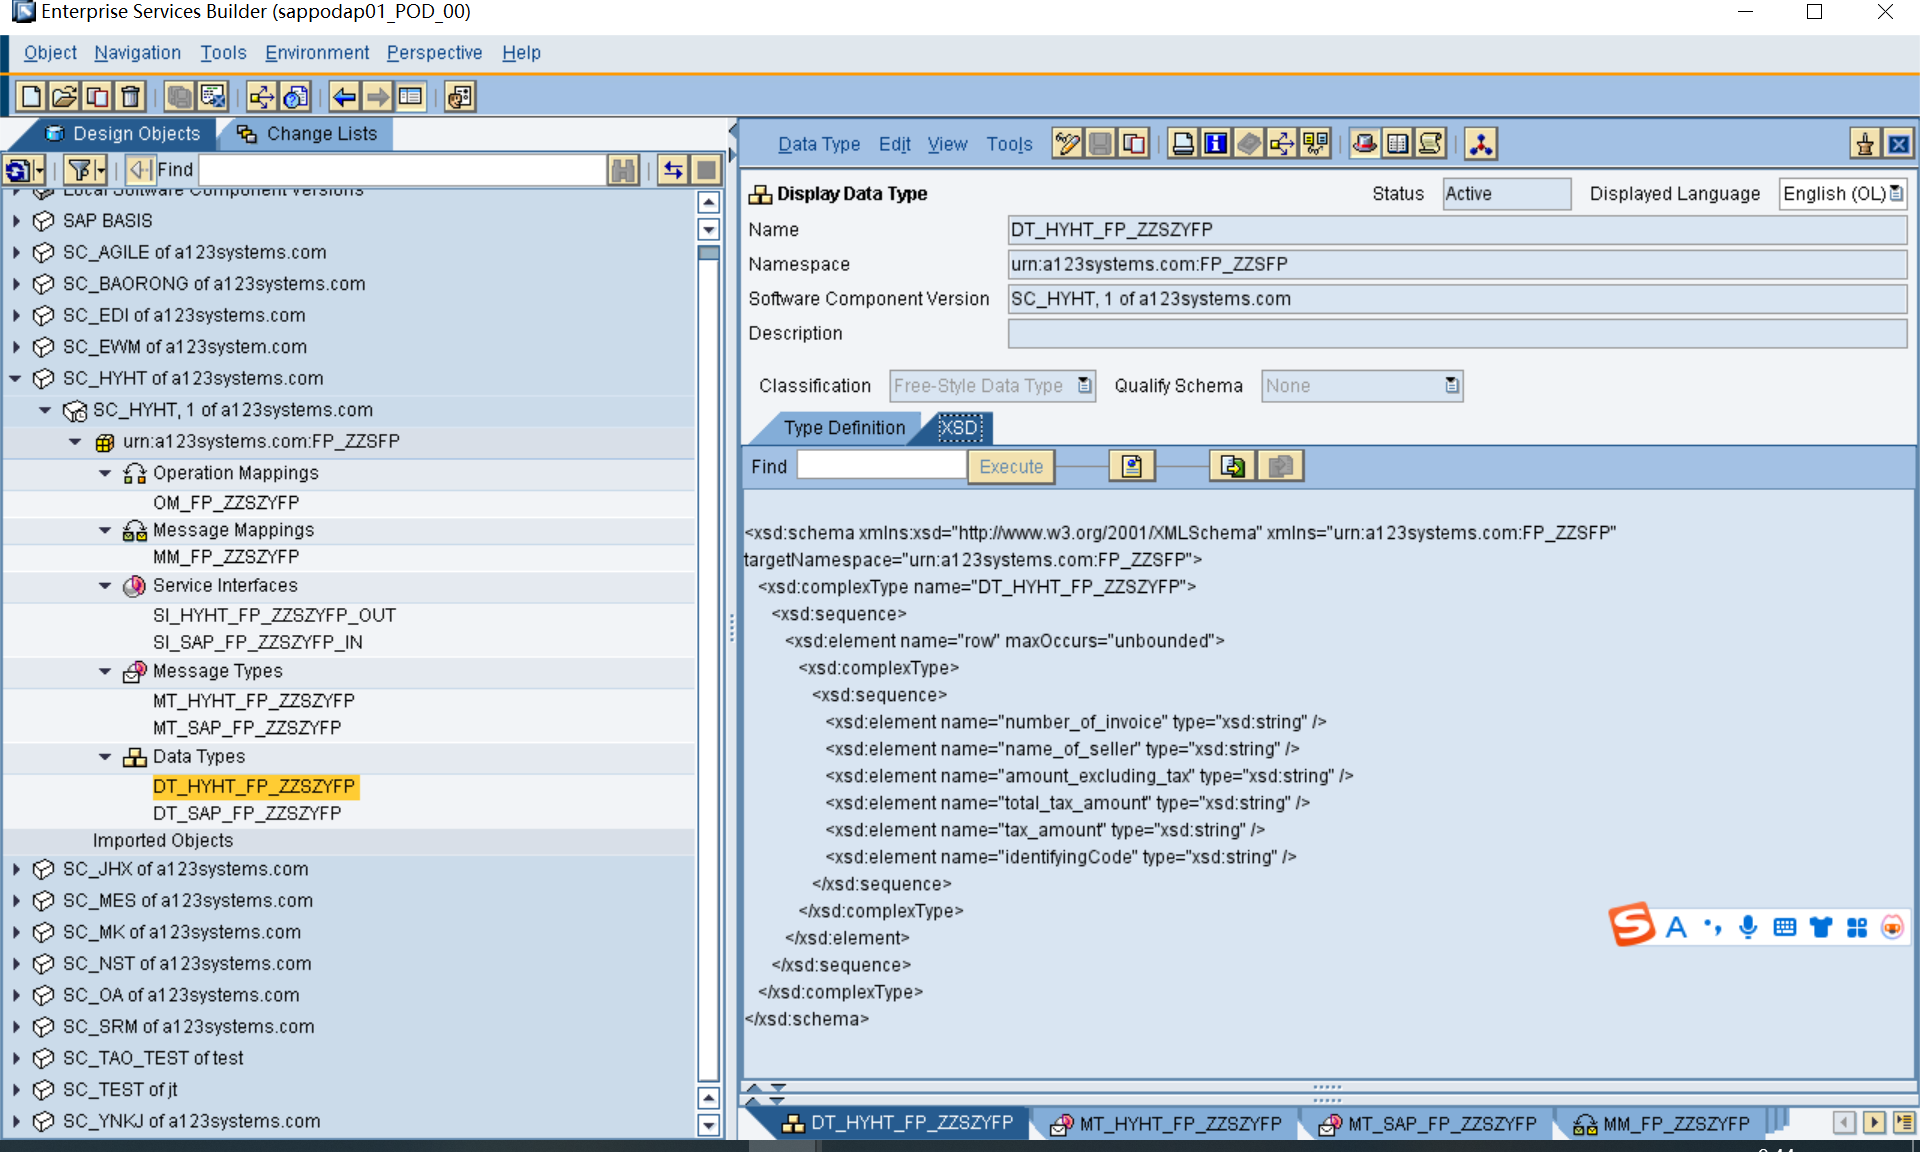 Enterprise Services Builder (sappodap01_POD_00)
Object Navigation Tools Environment Perspective Help
Design Objects
Change Lists
Find
Local Software Component Versions
SAP BASIS
SC_AGILE of a123systems.com
SC_BAORONG of a123systems.com
SC_EDI of a123systems.com
SC_EWM of a123system.com
SC_HYHT of a123systems.com
SC_HYHT, 1 of a123systems.com
urn:a123systems.com:FP_ZZSFP
Operation Mappings
OM_FP_ZZSZYFP
Message Mappings
MM_FP_ZZSZYFP
Service Interfaces
SI_HYHT_FP_ZZSZYFP_OUT
SI_SAP_FP_ZZSZYFP_IN
Message Types
MT_HYHT_FP_ZZSZYFP
MT_SAP_FP_ZZSZYFP
Data Types
DT_HYHT_FP_ZZSZYFP
DT_SAP_FP_ZZSZYFP
Imported Objects
SC_JHX of a123systems.com
SC_MES of a123systems.com
SC_MK of a123systems.com
SC_NST of a123systems.com
SC_OA of a123systems.com
SC_SRM of a123systems.com
SC_TAO_TEST of test
SC_TEST of jt
SC_YNKJ of a123systems.com
Data Type Edit View Tools
Display Data Type
Status Active Displayed Language English (OL)
Name DT_HYHT_FP_ZZSZYFP
Namespace urn:a123systems.com:FP_ZZSFP
Software Component Version SC_HYHT, 1 of a123systems.com
Description
Classification Free-Style Data Type Qualify Schema None
Type Definition XSD
Find Execute
<xsd:schema xmlns:xsd="http://www.w3.org/2001/XMLSchema" xmlns="urn:a123systems.com:FP_ZZSFP"
targetNamespace="urn:a123systems.com:FP_ZZSFP">
<xsd:complexType name="DT_HYHT_FP_ZZSZYFP">
<xsd:sequence>
<xsd:element name="row" maxOccurs="unbounded">
<xsd:complexType>
<xsd:sequence>
<xsd:element name="number_of_invoice" type="xsd:string" />
<xsd:element name="name_of_seller" type="xsd:string" />
<xsd:element name="amount_excluding_tax" type="xsd:string" />
<xsd:element name="total_tax_amount" type="xsd:string" />
<xsd:element name="tax_amount" type="xsd:string" />
<xsd:element name="identifyingCode" type="xsd:string" />
</xsd:sequence>
</xsd:complexType>
</xsd:element>
</xsd:sequence>
</xsd:complexType>
</xsd:schema>
DT_HYHT_FP_ZZSZYFP MT_HYHT_FP_ZZSZYFP MT_SAP_FP_ZZSZYFP MM_FP_ZZSZYFP